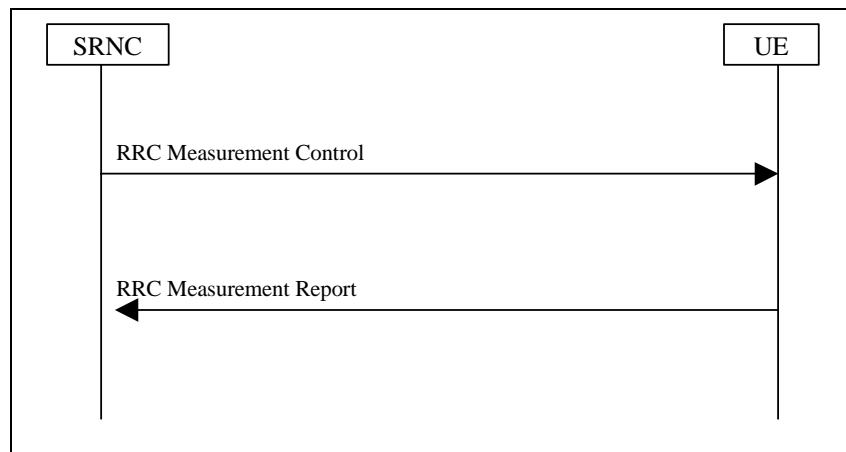 SRNC
UE
RRC Measurement Control
RRC Measurement Report